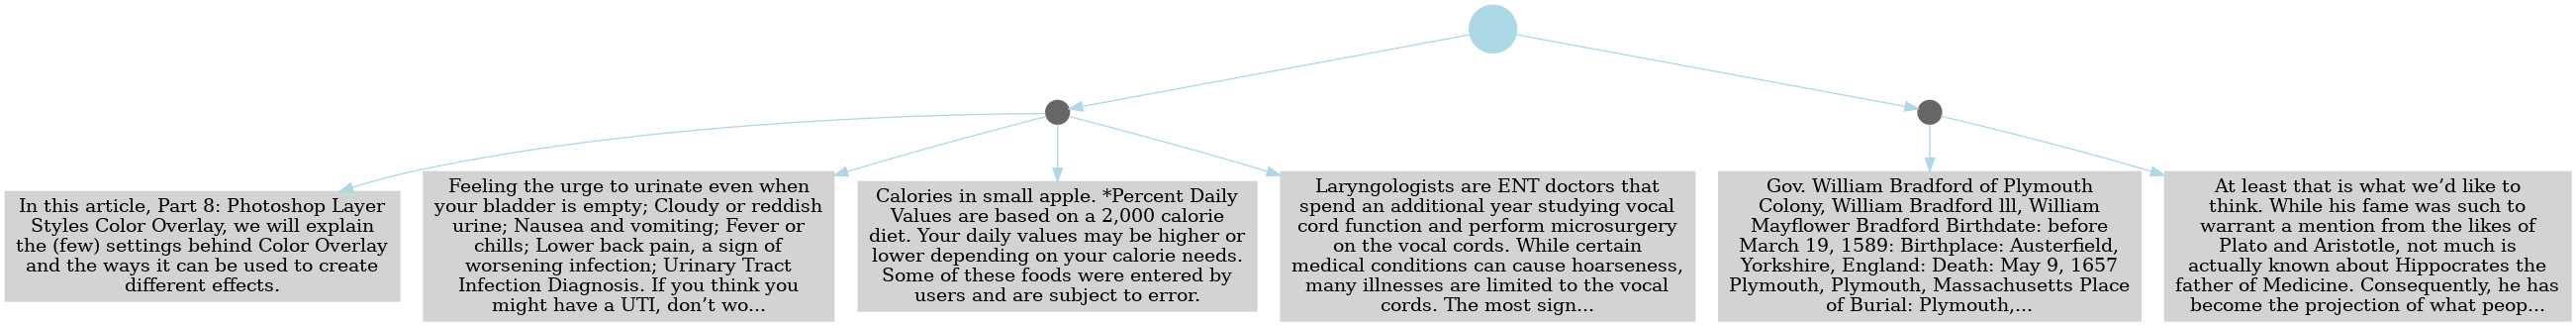 In this article, Part 8: Photoshop Layer
Styles Color Overlay, we will explain
the (few) settings behind Color Overlay
and the ways it can be used to create
different effects.
Feeling the urge to urinate even when
your bladder is empty; Cloudy or reddish
urine; Nausea and vomiting; Fever or
chills; Lower back pain, a sign of
worsening infection; Urinary Tract
Infection Diagnosis. If you think you
might have a UTI, don’t wo...
Calories in small apple. *Percent Daily
Values are based on a 2,000 calorie
diet. Your daily values may be higher or
lower depending on your calorie needs.
Some of these foods were entered by
users and are subject to error.
Laryngologists are ENT doctors that
spend an additional year studying vocal
cord function and perform microsurgery
on the vocal cords. While certain
medical conditions can cause hoarseness,
many illnesses are limited to the vocal
cords. The most sign...
Gov. William Bradford of Plymouth
Colony, William Bradford lll, William
Mayflower Bradford Birthdate: before
March 19, 1589: Birthplace: Austerfield,
Yorkshire, England: Death: May 9, 1657
Plymouth, Plymouth, Massachusetts Place
of Burial: Plymouth,...
At least that is what we’d like to
think. While his fame was such to
warrant a mention from the likes of
Plato and Aristotle, not much is
actually known about Hippocrates the
father of Medicine. Consequently, he has
become the projection of what peop...